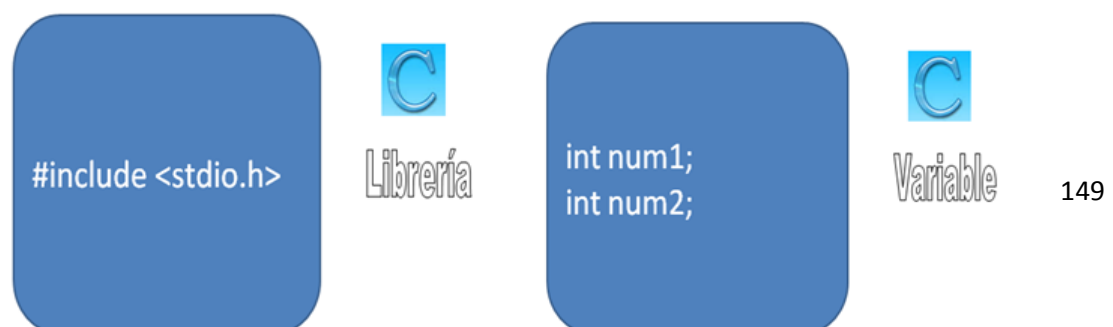 C
#include <stdio.h>
Librería
C
int num1;
int num2;
Variable
149